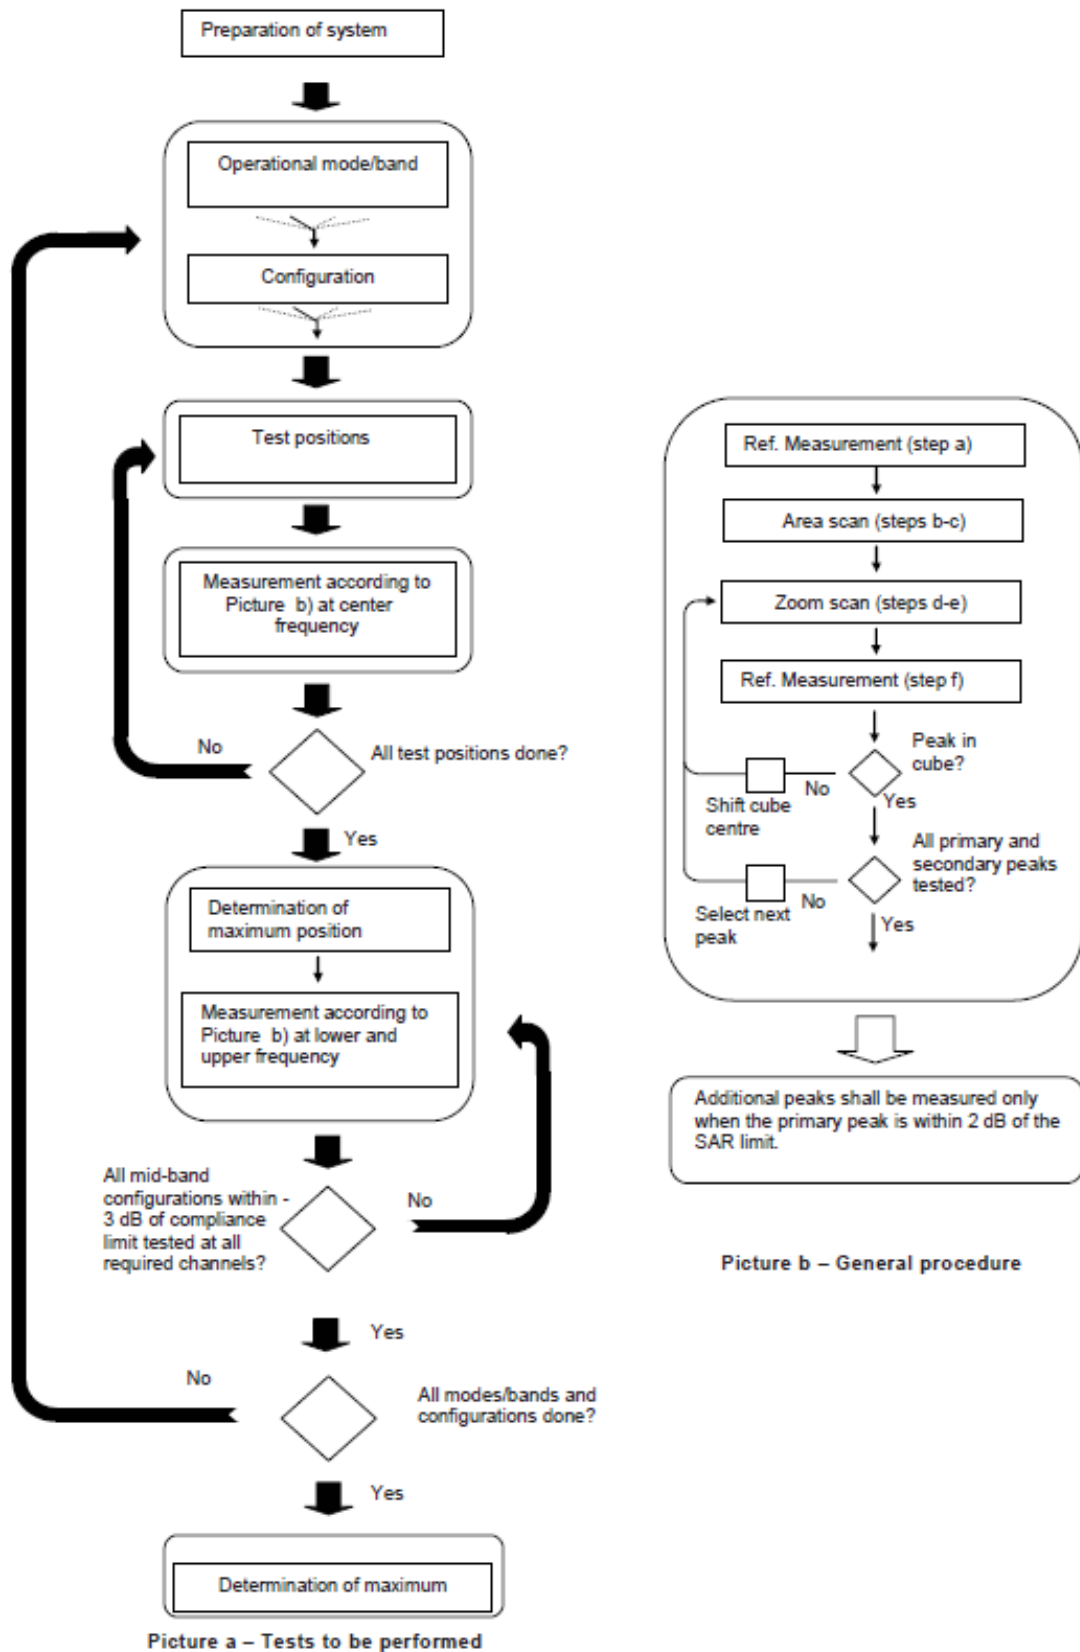 Preparation of system
Operational mode/band
Configuration
Test positions
Measurement according to
Picture b) at center
frequency
No
All test positions done?
Yes
Determination of
maximum position
Measurement according to
Picture b) at lower and
upper frequency
All mid-band
configurations within -
3 dB of compliance
limit tested at all
required channels?
No
Yes
No
All modes/bands and
configurations done?
Yes
Determination of maximum
Picture a – Tests to be performed
Ref. Measurement (step a)
Area scan (steps b-c)
Zoom scan (steps d-e)
Ref. Measurement (step f)
Peak in
cube?
No
Shift cube
centre
Yes
All primary and
secondary peaks
tested?
No
Select next
peak
Yes
Additional peaks shall be measured only
when the primary peak is within 2 dB of the
SAR limit.
Picture b – General procedure